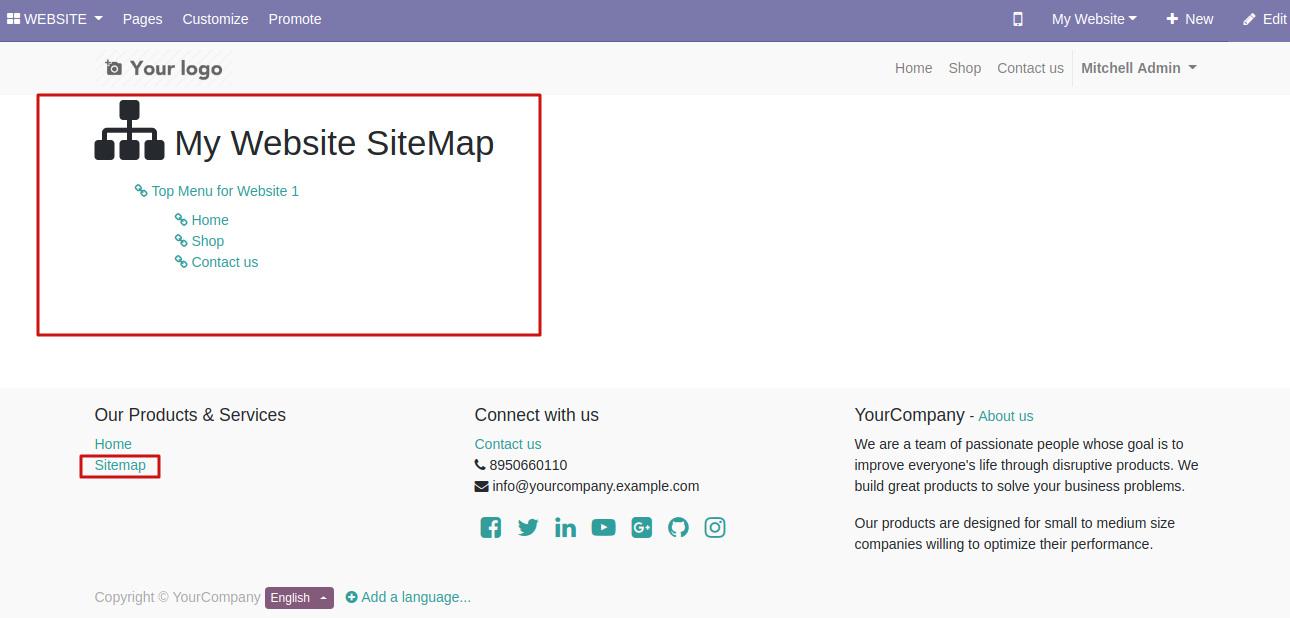 WEBSITE Pages Customize Promote My Website New Edit
Your logo Home Shop Contact us Mitchell Admin
My Website SiteMap
Top Menu for Website 1
Home
Shop
Contact us
Our Products & Services
Home
Sitemap
Connect with us
Contact us
8950660110
info@yourcompany.example.com
YourCompany - About us
We are a team of passionate people whose goal is to
improve everyone's life through disruptive products. We
build great products to solve your business problems.
Our products are designed for small to medium size
companies willing to optimize their performance.
Copyright © YourCompany English Add a language...